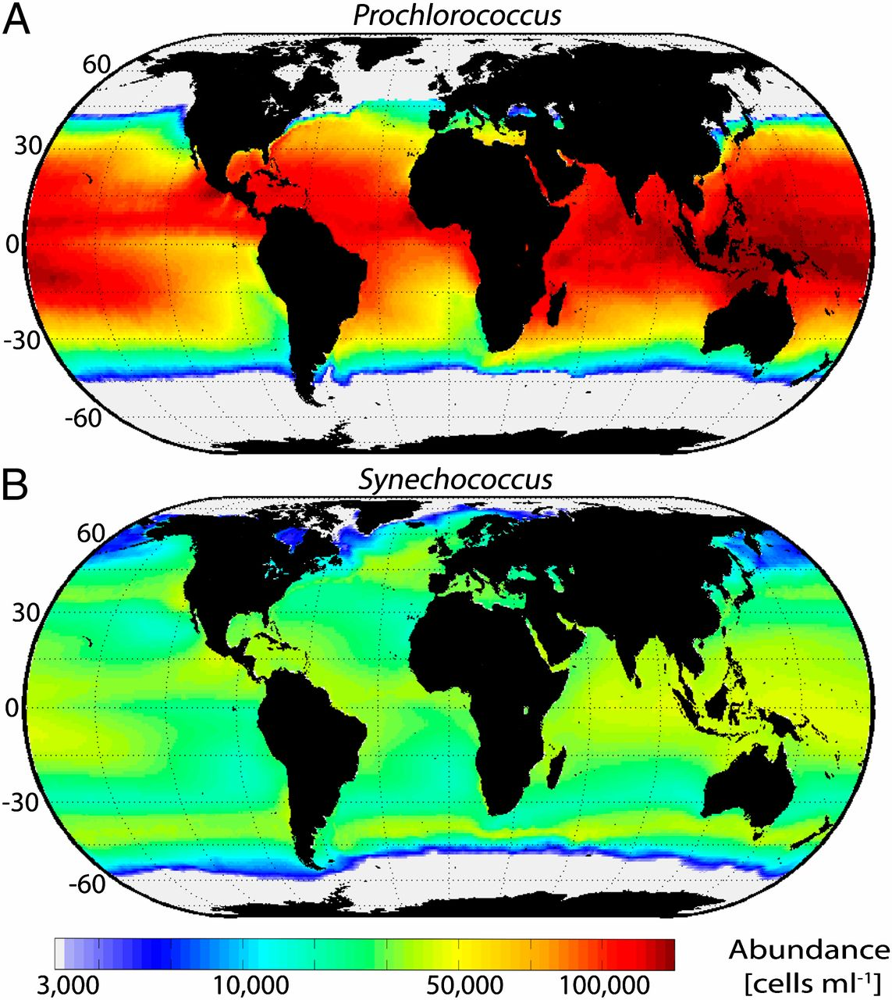 A
Prochlorococcus
60
30
0
-30
-60
B
Synechococcus
60
30
0
-30
-60
3,000 10,000 50,000 100,000
Abundance
[cells ml⁻¹]